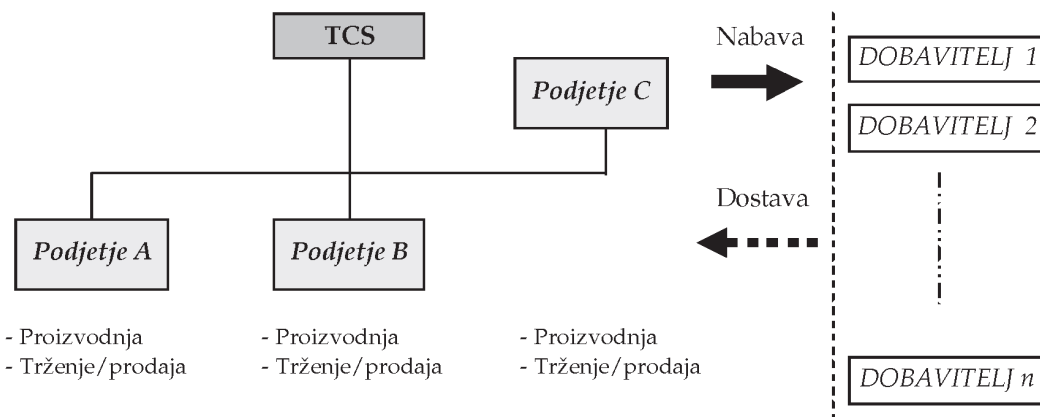 TCS
Podjetje C
Nabava
DOBAVITELJ 1
DOBAVITELJ 2
Dostava
Podjetje A
Podjetje B
- Proizvodnja
- Trženje/prodaja
- Proizvodnja
- Trženje/prodaja
- Proizvodnja
- Trženje/prodaja
DOBAVITELJ n